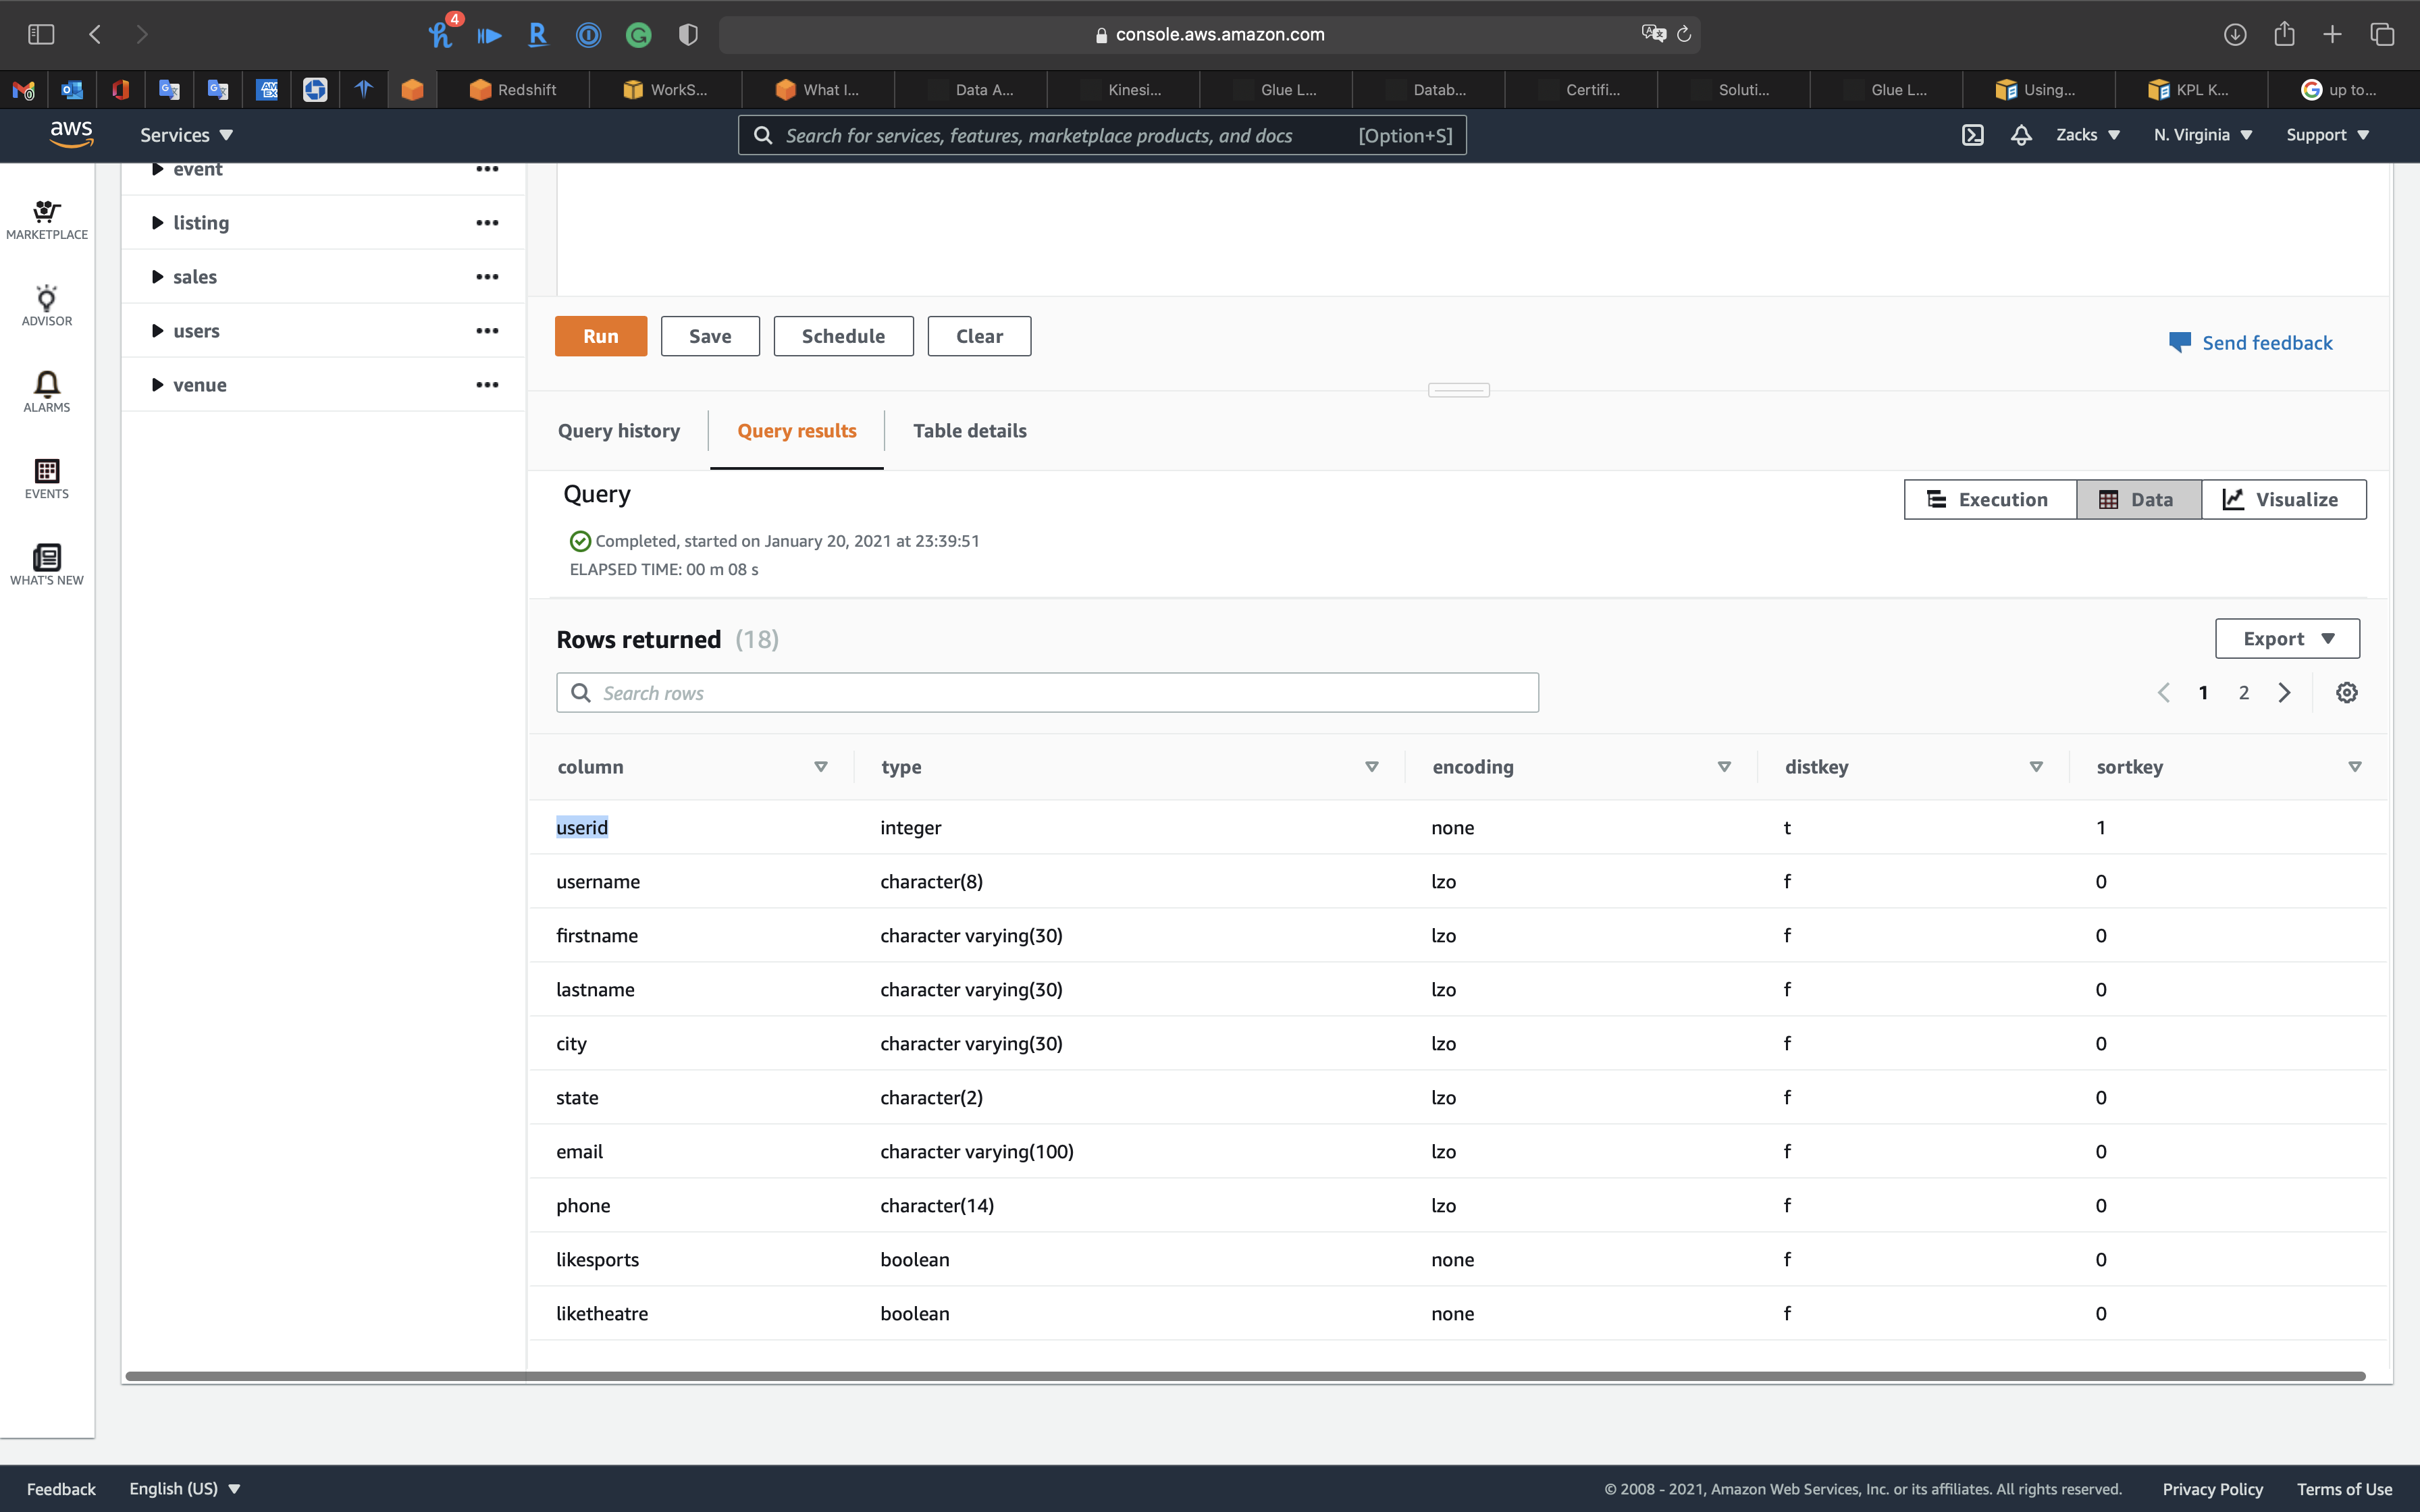 4
console.aws.amazon.com
Redshift
WorkS...
What I...
Data A...
Kinesi...
Glue L...
Datab...
Certifi...
Soluti...
Glue L...
Using...
KPL K...
up to...
aws
Services
Search for services, features, marketplace products, and docs
[Option+S]
Zacks
N. Virginia
Support
MARKETPLACE
ADVISOR
ALARMS
EVENTS
WHAT'S NEW
event
listing
sales
users
venue
Run
Save
Schedule
Clear
Send feedback
Query history
Query results
Table details
Query
Completed, started on January 20, 2021 at 23:39:51
ELAPSED TIME: 00 m 08 s
Execution
Data
Visualize
Rows returned (18)
Export
Search rows
1 2
column type encoding distkey sortkey
userid integer none t 1
username character(8) lzo f 0
firstname character varying(30) lzo f 0
lastname character varying(30) lzo f 0
city character varying(30) lzo f 0
state character(2) lzo f 0
email character varying(100) lzo f 0
phone character(14) lzo f 0
likesports boolean none f 0
liketheatre boolean none f 0
Feedback
English (US)
© 2008 - 2021, Amazon Web Services, Inc. or its affiliates. All rights reserved.
Privacy Policy
Terms of Use